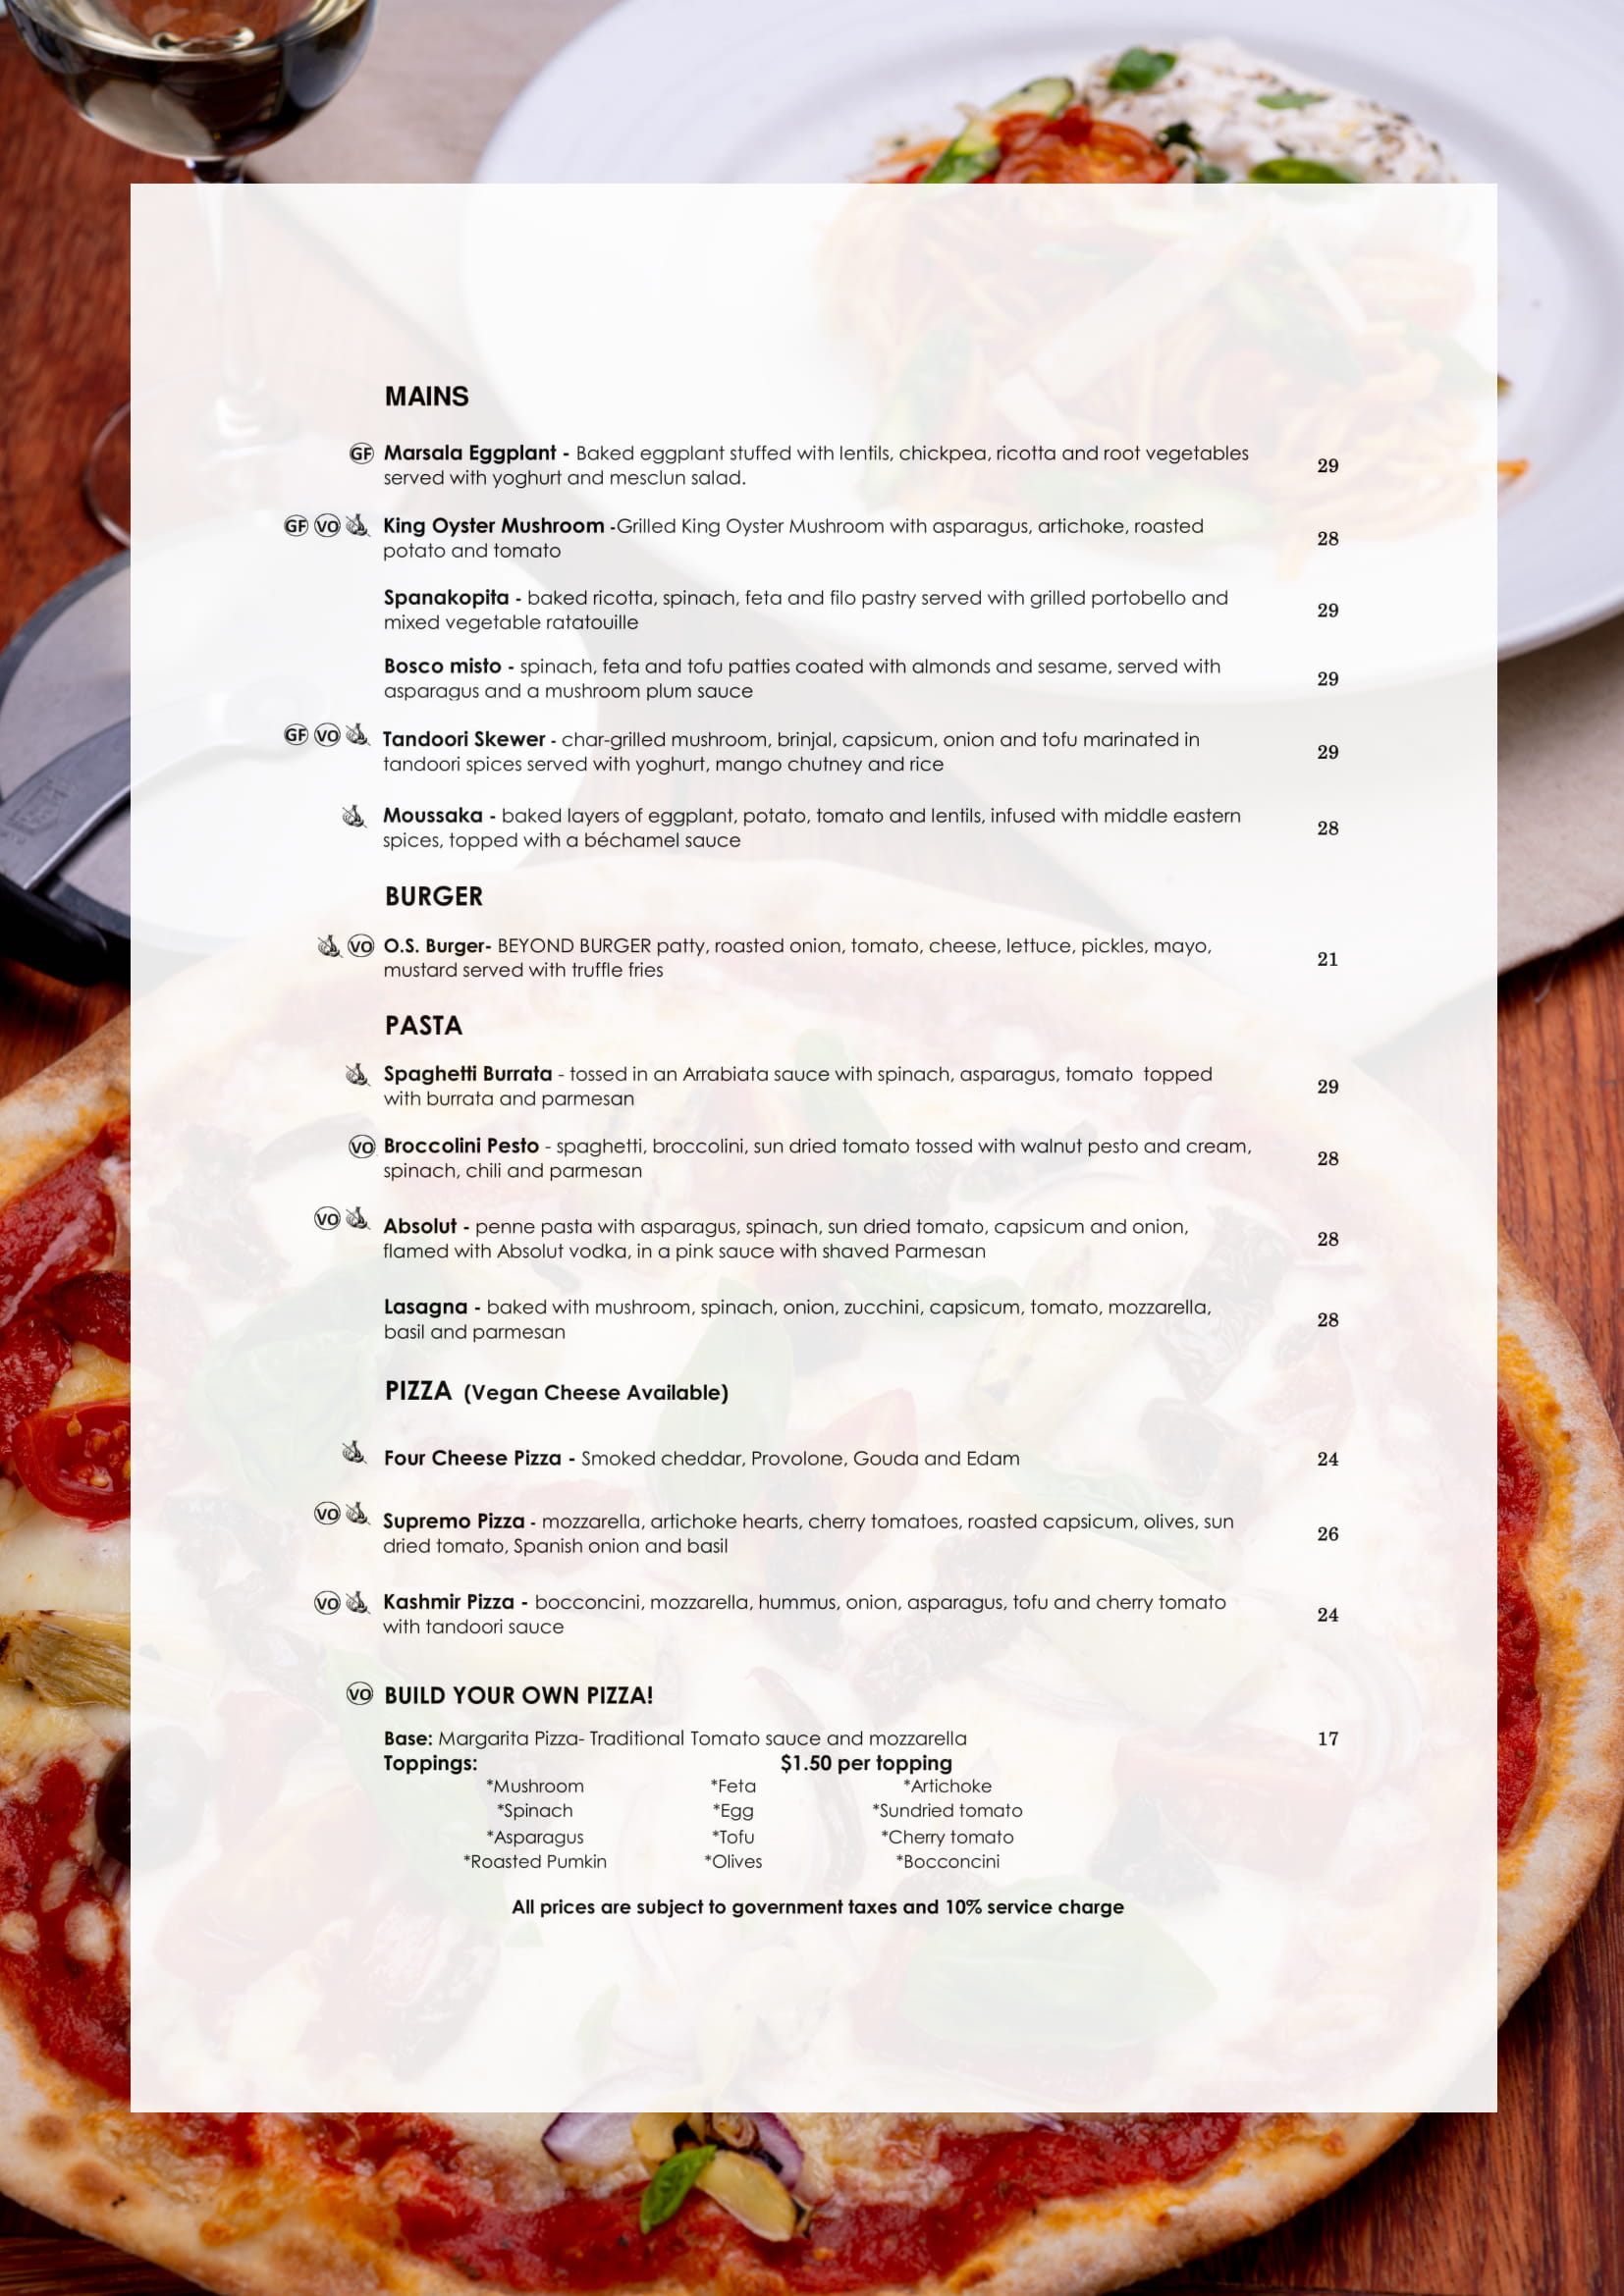 MAINS
GF Marsala Eggplant - Baked eggplant stuffed with lentils, chickpea, ricotta and root vegetables
served with yoghurt and mesclun salad.
29
GF VO King Oyster Mushroom -Grilled King Oyster Mushroom with asparagus, artichoke, roasted
potato and tomato
28
Spanakopita - baked ricotta, spinach, feta and filo pastry served with grilled portobello and
mixed vegetable ratatouille
29
Bosco misto - spinach, feta and tofu patties coated with almonds and sesame, served with
asparagus and a mushroom plum sauce
29
GF VO Tandoori Skewer - char-grilled mushroom, brinjal, capsicum, onion and tofu marinated in
tandoori spices served with yoghurt, mango chutney and rice
29
Moussaka - baked layers of eggplant, potato, tomato and lentils, infused with middle eastern
spices, topped with a béchamel sauce
28
BURGER
VO O.S. Burger- BEYOND BURGER patty, roasted onion, tomato, cheese, lettuce, pickles, mayo,
mustard served with truffle fries
21
PASTA
Spaghetti Burrata - tossed in an Arrabiata sauce with spinach, asparagus, tomato topped
with burrata and parmesan
29
VO Broccolini Pesto - spaghetti, broccolini, sun dried tomato tossed with walnut pesto and cream,
spinach, chili and parmesan
28
VO Absolut - penne pasta with asparagus, spinach, sun dried tomato, capsicum and onion,
flamed with Absolut vodka, in a pink sauce with shaved Parmesan
28
Lasagna - baked with mushroom, spinach, onion, zucchini, capsicum, tomato, mozzarella,
basil and parmesan
28
PIZZA (Vegan Cheese Available)
Four Cheese Pizza - Smoked cheddar, Provolone, Gouda and Edam 24
VO Supremo Pizza - mozzarella, artichoke hearts, cherry tomatoes, roasted capsicum, olives, sun
dried tomato, Spanish onion and basil
26
VO Kashmir Pizza - bocconcini, mozzarella, hummus, onion, asparagus, tofu and cherry tomato
with tandoori sauce
24
VO BUILD YOUR OWN PIZZA!
Base: Margarita Pizza- Traditional Tomato sauce and mozzarella 17
Toppings: $1.50 per topping
*Mushroom *Feta *Artichoke
*Spinach *Egg *Sundried tomato
*Asparagus *Tofu *Cherry tomato
*Roasted Pumkin *Olives *Bocconcini
All prices are subject to government taxes and 10% service charge